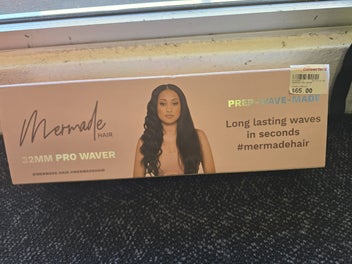 Mermade
HAIR
32MM PRO WAVER
PREP-WAVE-MADE
Long lasting waves
in seconds
#mermadehair
$65.00